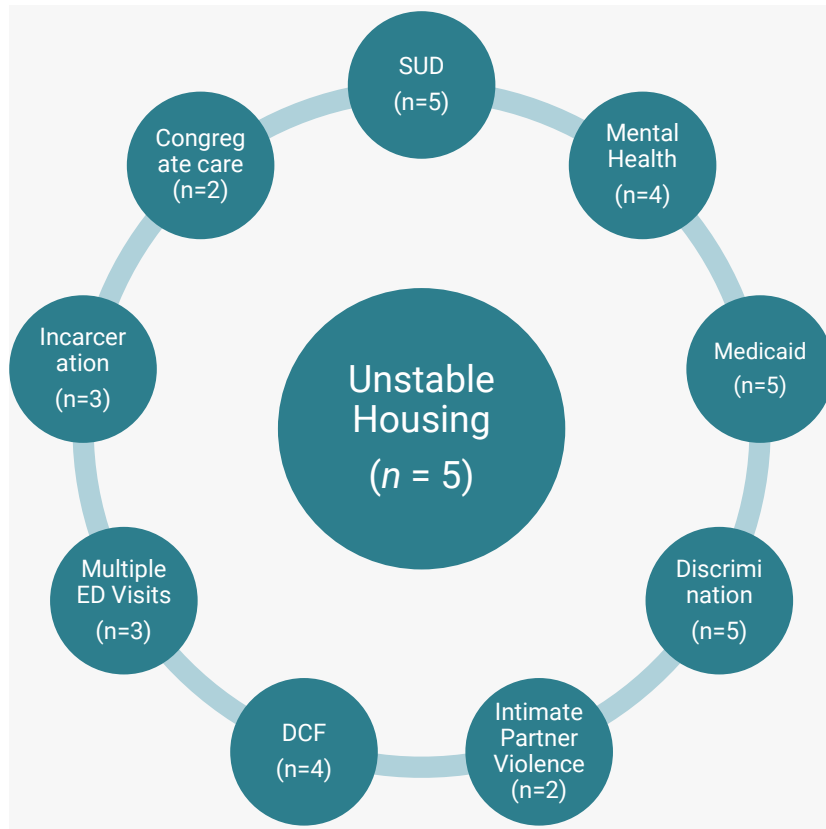 SUD
(n=5)
Mental
Health
(n=4)
Medicaid
(n=5)
Discrimi
nation
(n=5)
Intimate
Partner
Violence
(n=2)
DCF
(n=4)
Multiple
ED Visits
(n=3)
Incarcer
ation
(n=3)
Congreg
ate care
(n=2)
Unstable
Housing
(n = 5)